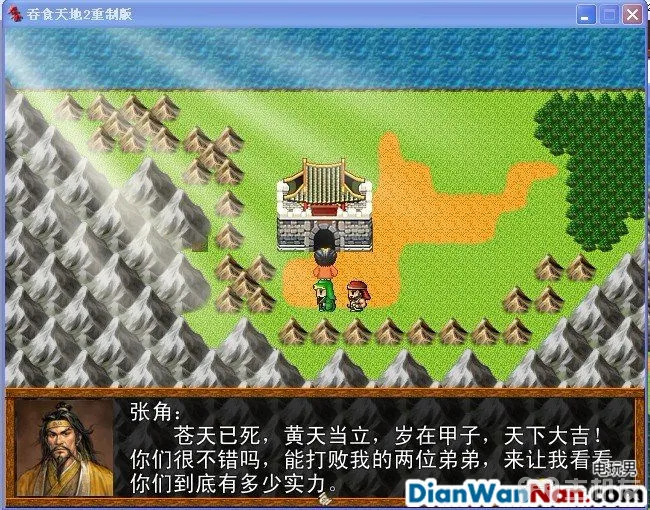 吞食天地2重制版
张角：
苍天已死，黄天当立，岁在甲子，天下大吉！
你们很不错吗，能打败我的两位弟弟，来让我看看
你们到底有多少实力。
电玩男
DianWanNan.com